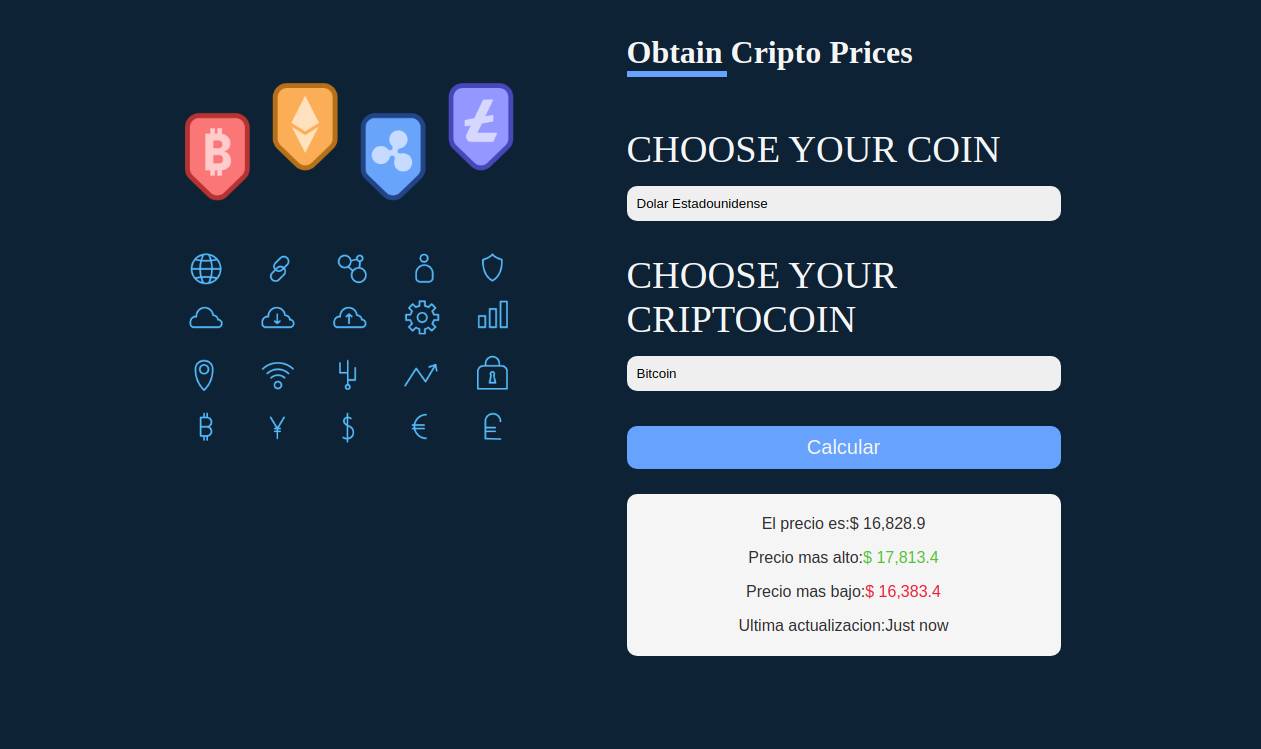 Obtain Cripto Prices
CHOOSE YOUR COIN
Dolar Estadounidense
CHOOSE YOUR
CRIPTOCOIN
Bitcoin
Calcular
El precio es:$ 16,828.9
Precio mas alto:$ 17,813.4
Precio mas bajo:$ 16,383.4
Ultima actualizacion:Just now